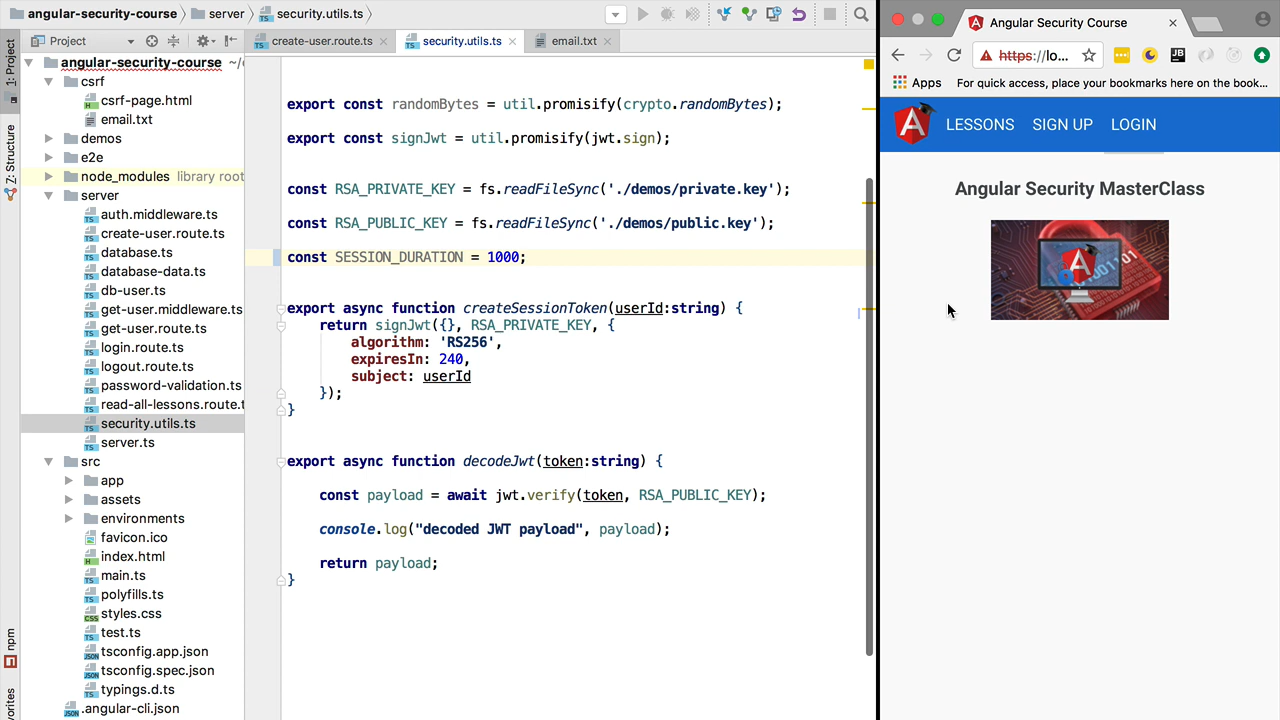 angular-security-course
server
security.utils.ts
Project
create-user.route.ts
security.utils.ts
email.txt
1: Project
Z: Structure
npm
angular-security-course
csrf
csrf-page.html
email.txt
demos
e2e
node_modules library root
server
auth.middleware.ts
create-user.route.ts
database.ts
database-data.ts
db-user.ts
get-user.middleware.ts
get-user.route.ts
login.route.ts
logout.route.ts
password-validation.ts
read-all-lessons.route.t
security.utils.ts
server.ts
src
app
assets
environments
favicon.ico
index.html
main.ts
polyfills.ts
styles.css
test.ts
tsconfig.app.json
tsconfig.spec.json
typings.d.ts
.angular-cli.json
export const randomBytes = util.promisify(crypto.randomBytes);
export const signJwt = util.promisify(jwt.sign);
const RSA_PRIVATE_KEY = fs.readFileSync('./demos/private.key');
const RSA_PUBLIC_KEY = fs.readFileSync('./demos/public.key');
const SESSION_DURATION = 1000;
export async function createSessionToken(userId:string) {
return signJwt({}, RSA_PRIVATE_KEY, {
algorithm: 'RS256',
expiresIn: 240,
subject: userId
});
}
export async function decodeJwt(token:string) {
const payload = await jwt.verify(token, RSA_PUBLIC_KEY);
console.log("decoded JWT payload", payload);
return payload;
}
Angular Security Course
https://lo...
Apps
For quick access, place your bookmarks here on the book...
LESSONS
SIGN UP
LOGIN
Angular Security MasterClass